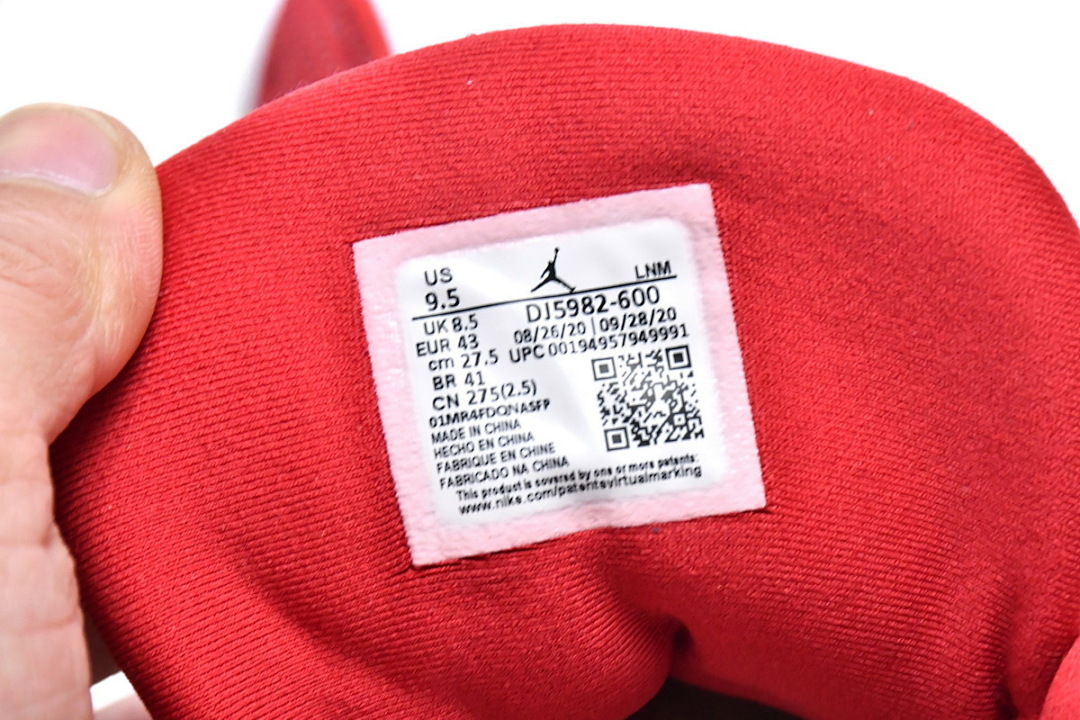 US
9.5
LNM
UK 8.5
DJ5982-600
EUR 43
08/26/20 | 09/28/20
cm 27.5
UPC 00194957949991
BR 41
CN 275(2.5)
01MR4FDQNASFP
MADE IN CHINA
HECHO EN CHINA
FABRIQUE EN CHINE
FABRICADO NA CHINA
This product is covered by one or more patents:
www.nike.com/patentsvirtualmarking